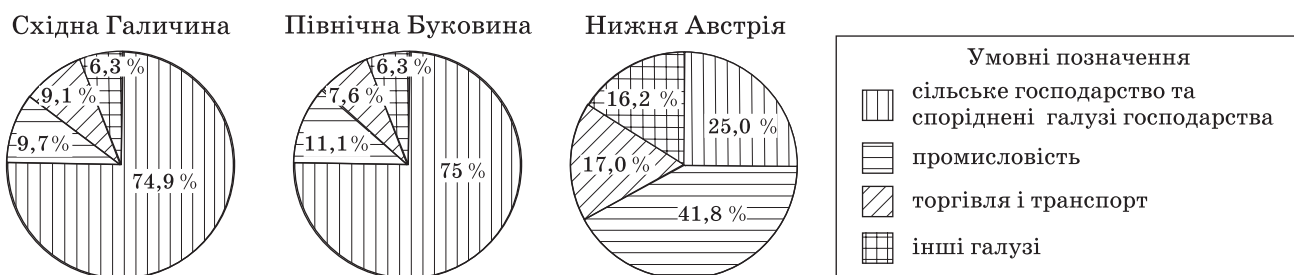 Східна Галичина
6,3 %
9,1 %
9,7%
74,9 %
Північна Буковина
6,3 %
7,6 %
11,1%
75 %
Нижня Австрія
16,2 %
25,0 %
17,0%
41,8 %
Умовні позначення
сільське господарство та
споріднені галузі господарства
промисловість
торгівля і транспорт
інші галузі